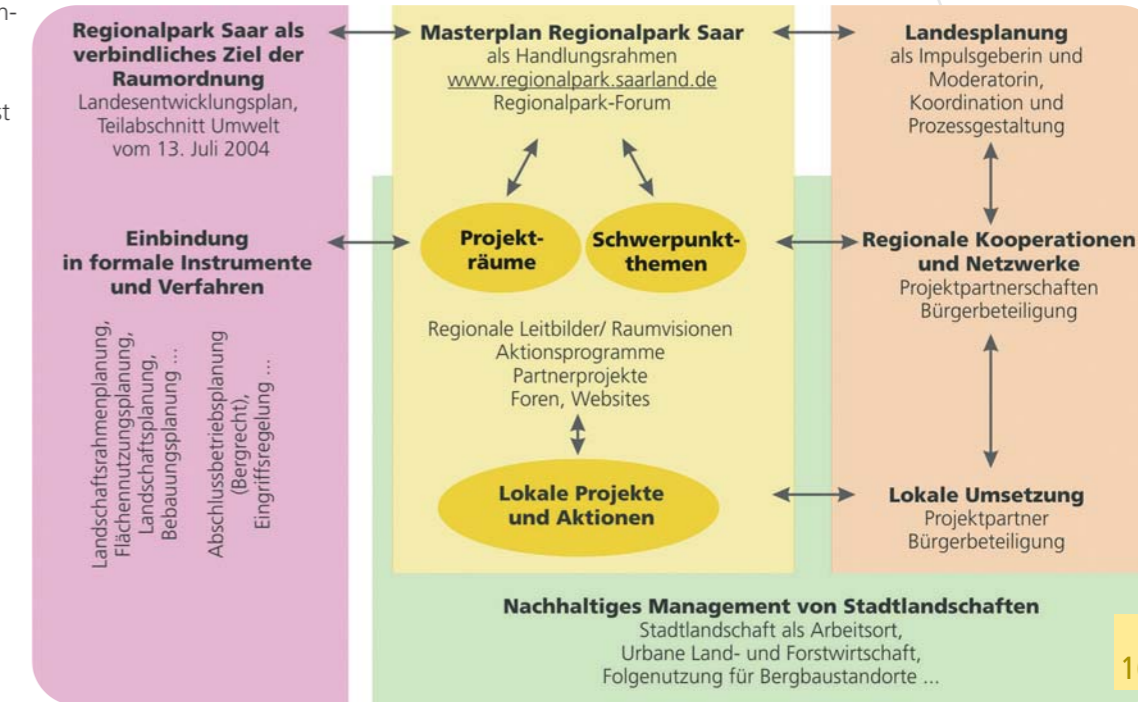 n-
st
Regionalpark Saar als
verbindliches Ziel der
Raumordnung
Landesentwicklungsplan,
Teilabschnitt Umwelt
vom 13. Juli 2004
Einbindung
in formale Instrumente
und Verfahren
Landschaftsrahmenplanung,
Flächennutzungsplanung,
Landschaftsplanung,
Bebauungsplanung ...
Abschlussbetriebsplanung
(Bergrecht),
Eingriffsregelung ...
Masterplan Regionalpark Saar
als Handlungsrahmen
www.regionalpark.saarland.de
Regionalpark-Forum
Projekt-
räume
Schwerpunkt-
themen
Regionale Leitbilder/ Raumvisionen
Aktionsprogramme
Partnerprojekte
Foren, Websites
Lokale Projekte
und Aktionen
Landesplanung
als Impulsgeberin und
Moderatorin,
Koordination und
Prozessgestaltung
Regionale Kooperationen
und Netzwerke
Projektpartnerschaften
Bürgerbeteiligung
Lokale Umsetzung
Projektpartner
Bürgerbeteiligung
Nachhaltiges Management von Stadtlandschaften
Stadtlandschaft als Arbeitsort,
Urbane Land- und Forstwirtschaft,
Folgenutzung für Bergbaustandorte ...